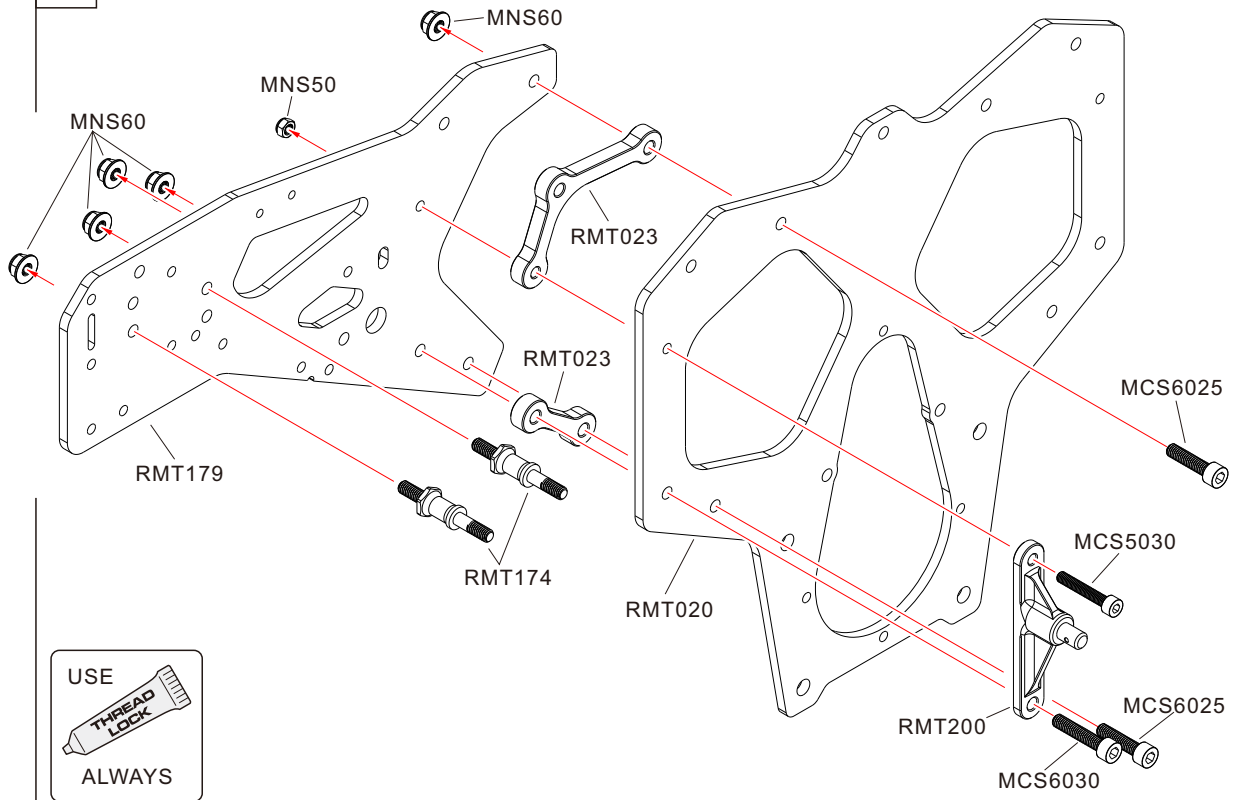 MNS60
MNS50
MNS60
RMT023
RMT023
MCS6025
RMT179
RMT174
RMT020
MCS5030
RMT200
MCS6025
MCS6030
USE
THREAD
LOCK
ALWAYS